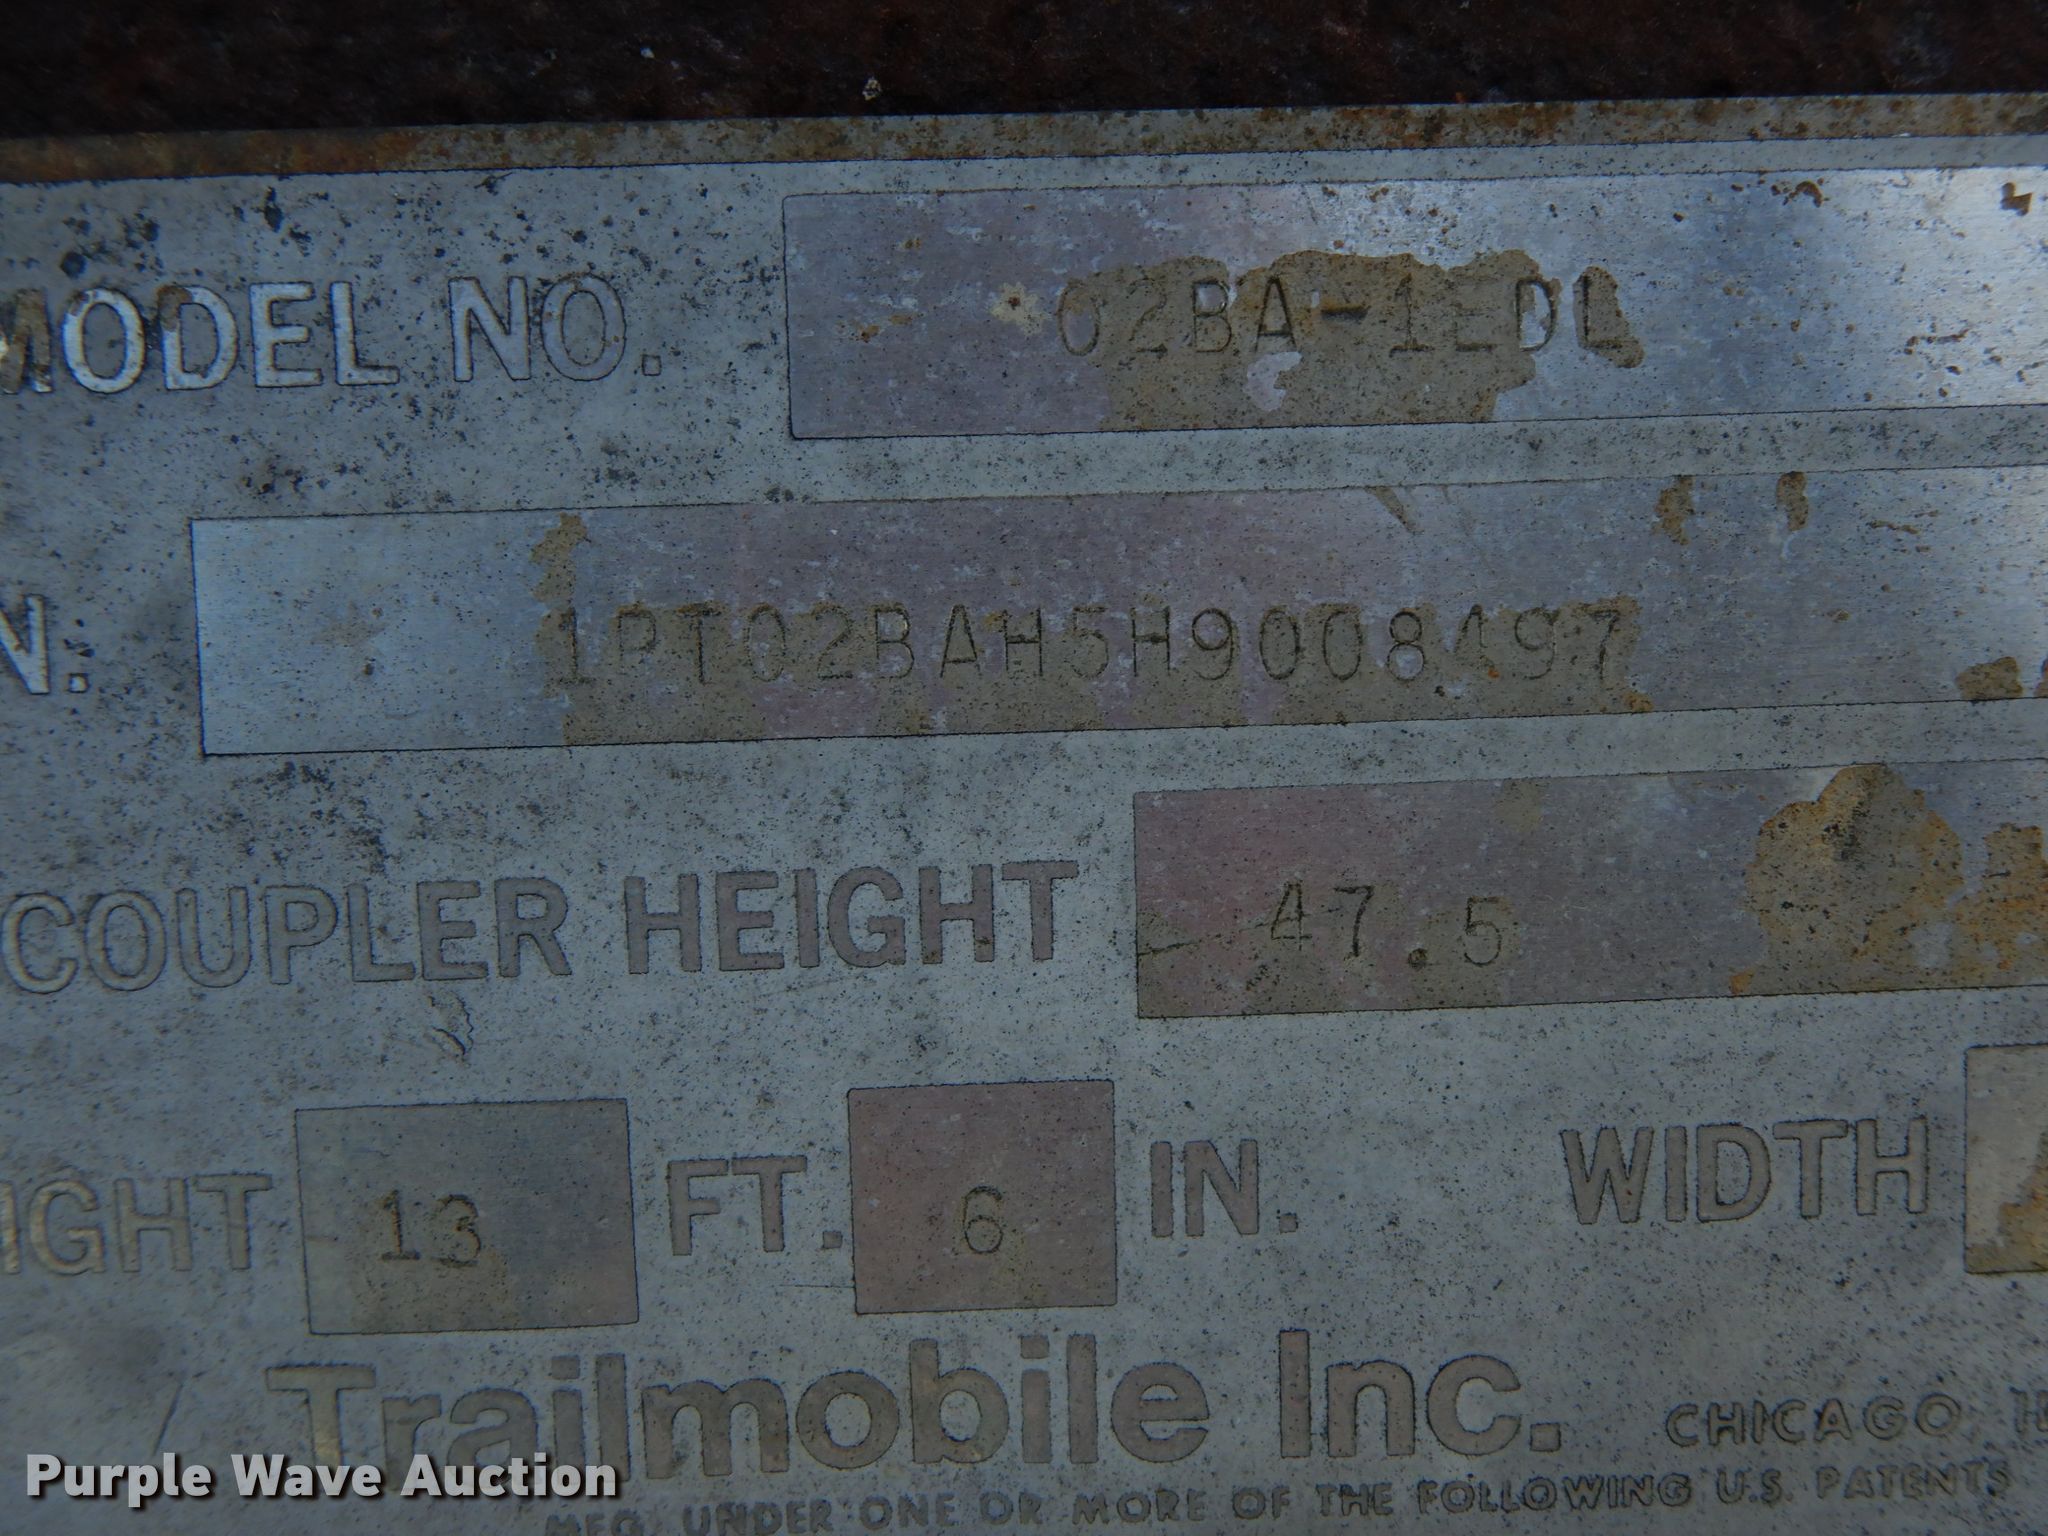 MODEL NO. 02BA-1EDL
N. 1PT02BAH5H9008497
COUPLER HEIGHT 47.5
IGHT 13 FT. 6 IN. WIDTH
Trailmobile Inc. CHICAGO
MFG. UNDER ONE OR MORE OF THE FOLLOWING U.S. PATENTS
Purple Wave Auction